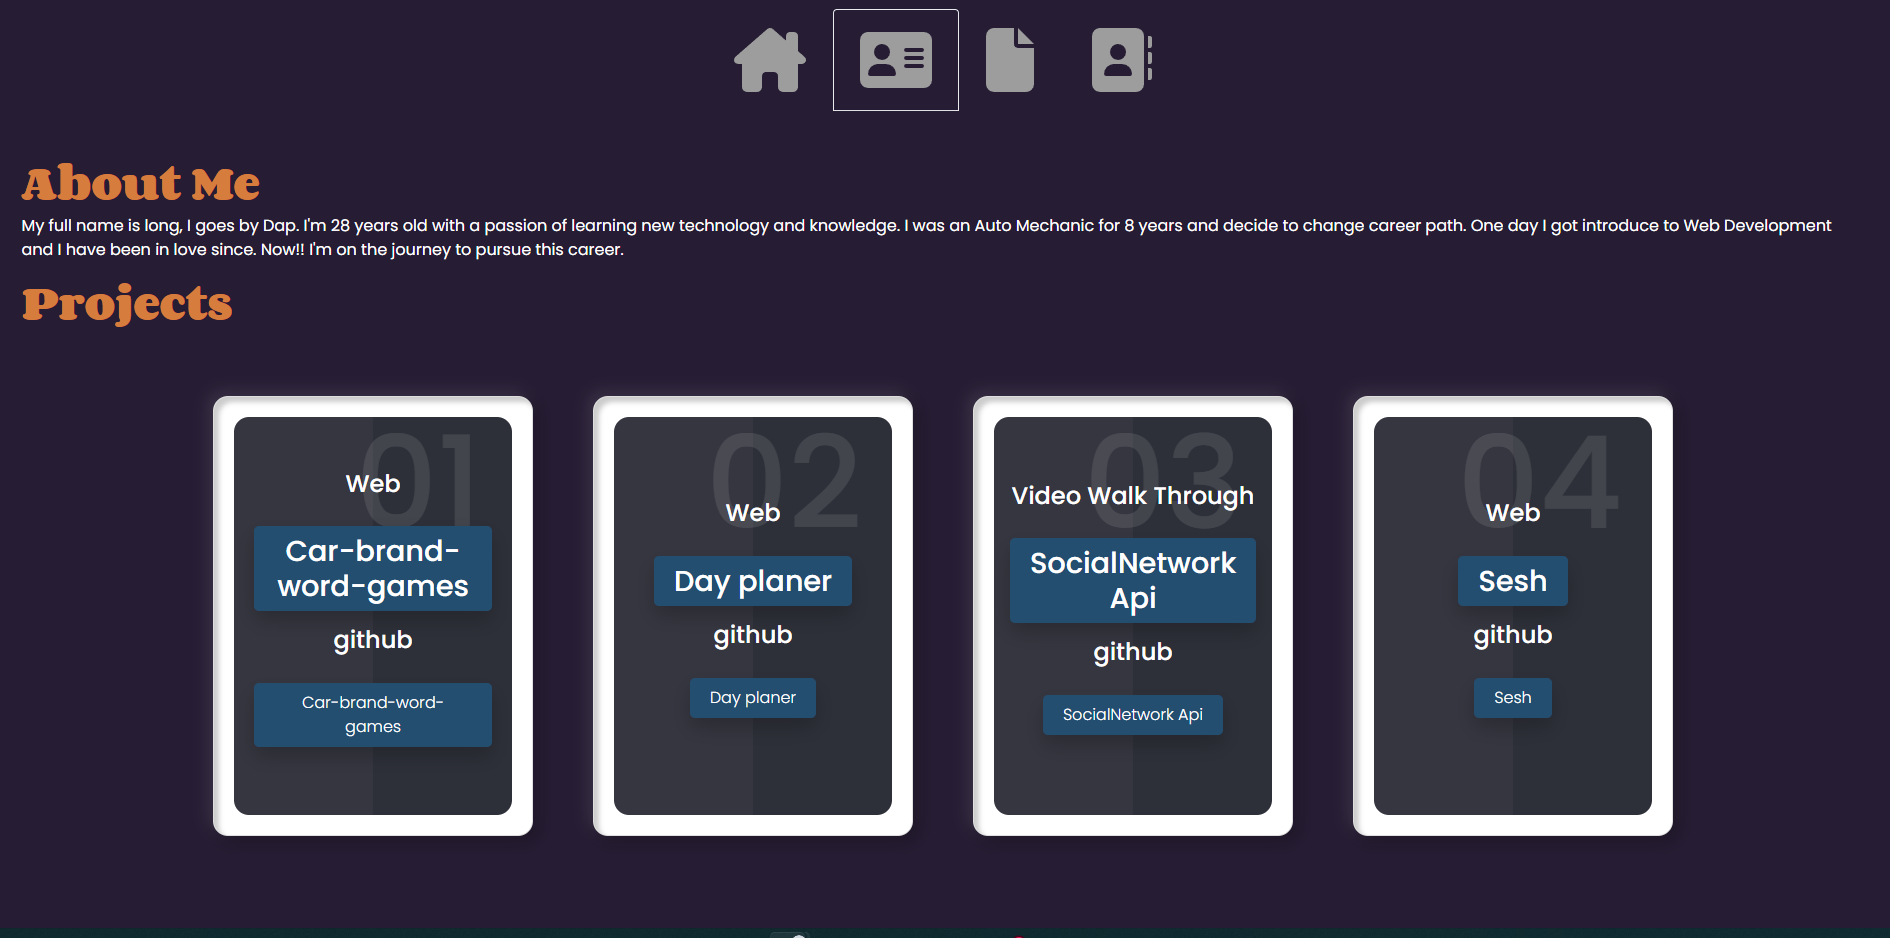 About Me
My full name is long, I goes by Dap. I'm 28 years old with a passion of learning new technology and knowledge. I was an Auto Mechanic for 8 years and decide to change career path. One day I got introduce to Web Development
and I have been in love since. Now!! I'm on the journey to pursue this career.
Projects
01
Web
Car-brand-
word-games
github
Car-brand-word-
games
02
Web
Day planer
github
Day planer
03
Video Walk Through
SocialNetwork
Api
github
SocialNetwork Api
04
Web
Sesh
github
Sesh